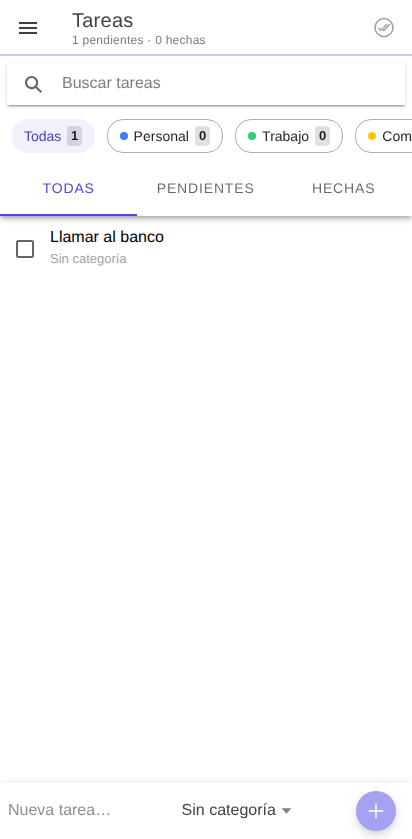 Tareas
1 pendientes · 0 hechas
Buscar tareas
Todas 1 Personal 0 Trabajo 0 Com
TODAS PENDIENTES HECHAS
Llamar al banco
Sin categoría
Nueva tarea… Sin categoría